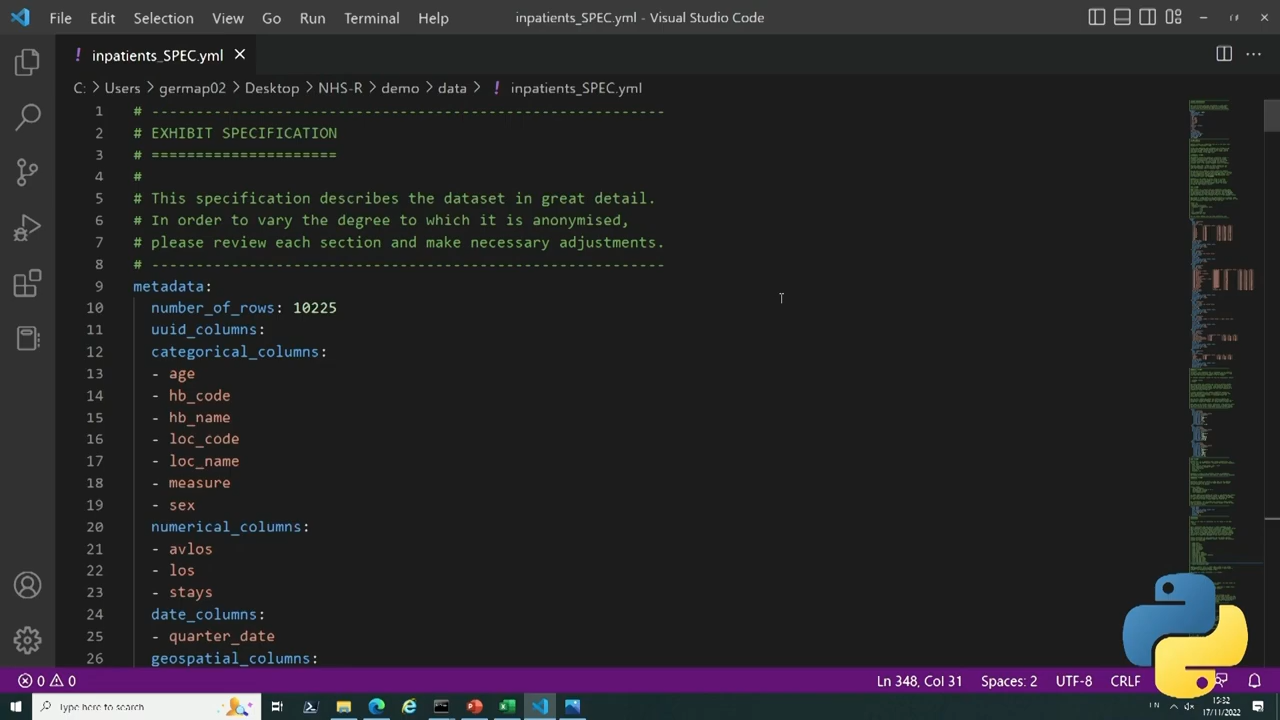 File Edit Selection View Go Run Terminal Help inpatients_SPEC.yml - Visual Studio Code
! inpatients_SPEC.yml
C: > Users > germap02 > Desktop > NHS-R > demo > data > ! inpatients_SPEC.yml
1 # -----------------------------------------------------------
2 # EXHIBIT SPECIFICATION
3 # =====================
4 #
5 # This specification describes the dataset in great detail.
6 # In order to vary the degree to which it is anonymised,
7 # please review each section and make necessary adjustments.
8 # -----------------------------------------------------------
9 metadata:
10 number_of_rows: 10225
11 uuid_columns:
12 categorical_columns:
13 - age
14 - hb_code
15 - hb_name
16 - loc_code
17 - loc_name
18 - measure
19 - sex
20 numerical_columns:
21 - avlos
22 - los
23 - stays
24 date_columns:
25 - quarter_date
26 geospatial_columns:
0 0 Ln 348, Col 31 Spaces: 2 UTF-8 CRLF
Type here to search
15:32
17/11/2022